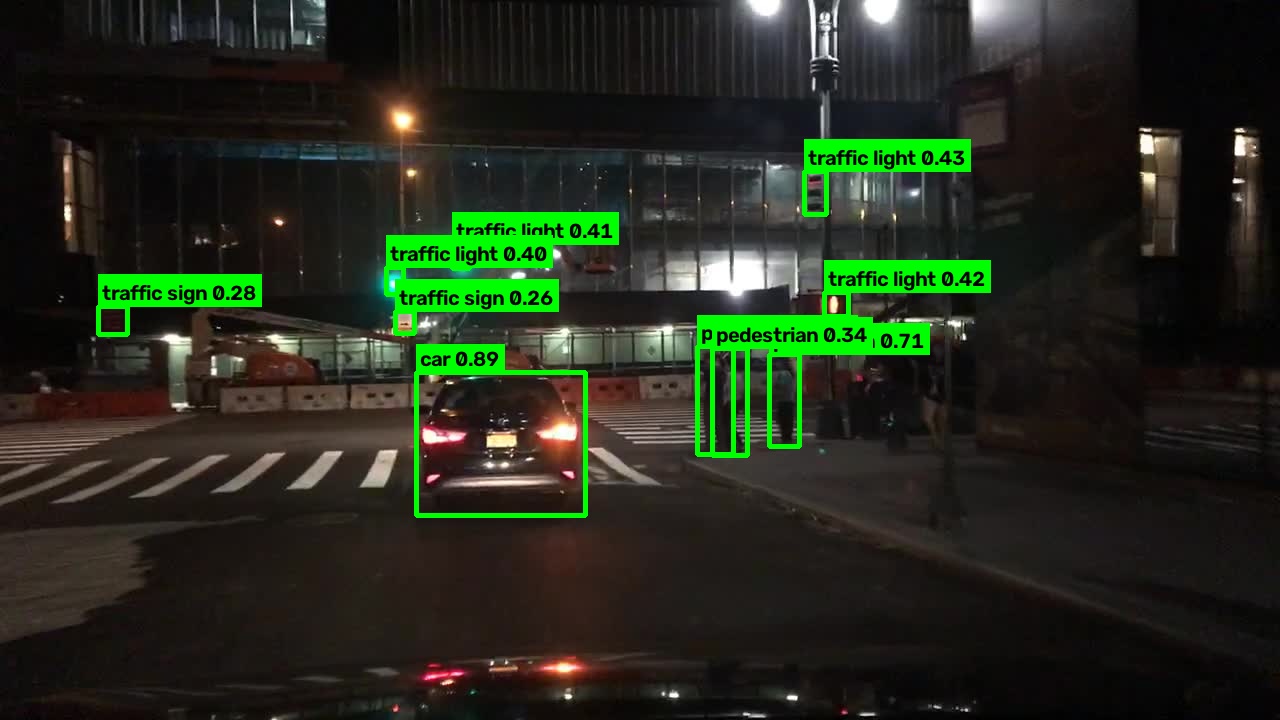 traffic light 0.43
traffic light 0.41
traffic light 0.40
traffic light 0.42
traffic sign 0.28
traffic sign 0.26
pedestrian 0.34
0.71
car 0.89